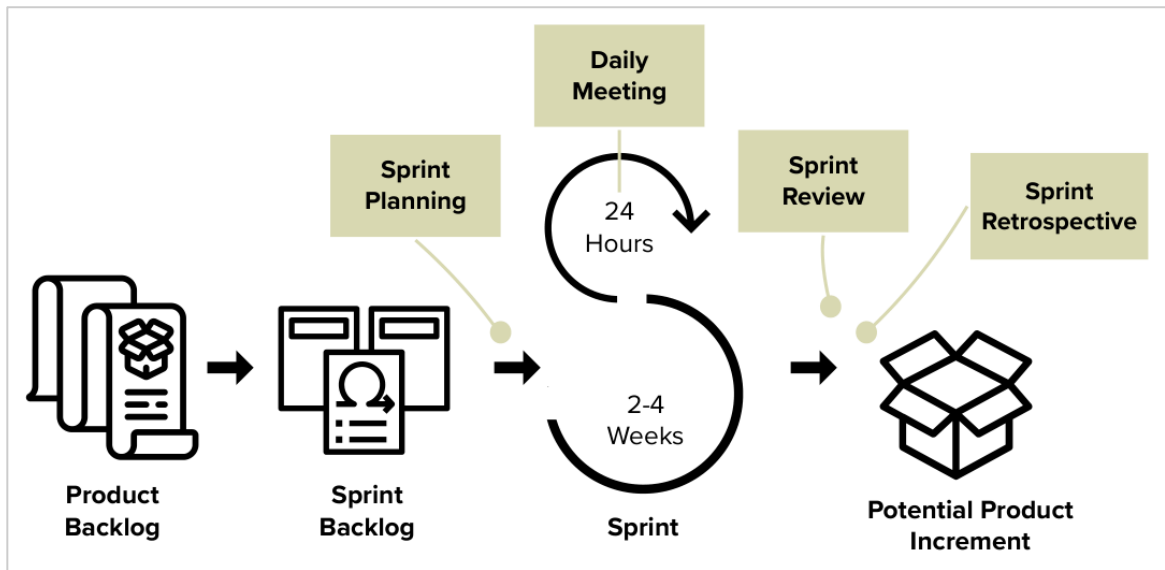 Daily
Meeting
Sprint
Planning
Sprint
Review
Sprint
Retrospective
24
Hours
2-4
Weeks
Product
Backlog
Sprint
Backlog
Sprint
Potential Product
Increment